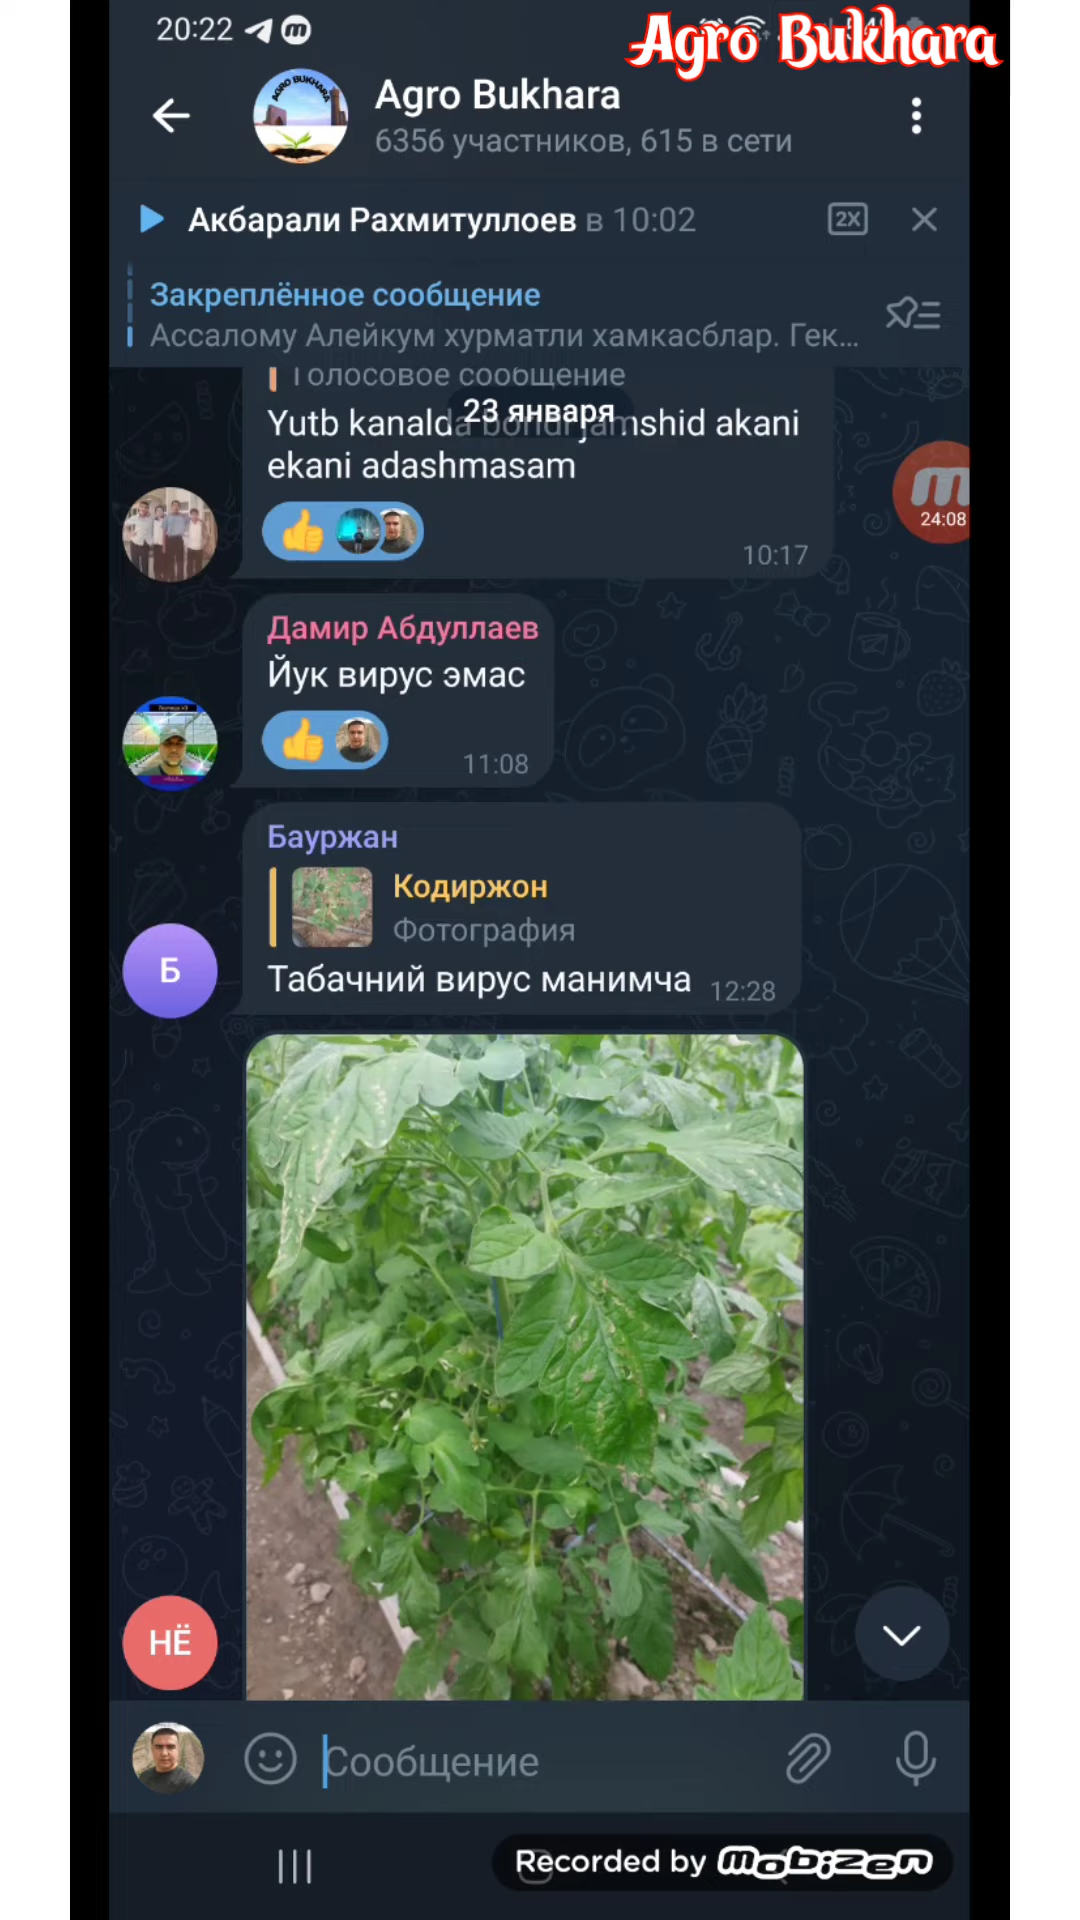 20:22
Agro Bukhara
Agro Bukhara
6356 участников, 615 в сети
Акбарали Рахмитуллоев в 10:02
2X
Закреплённое сообщение
Ассалому Алейкум хурматли хамкасблар. Гек...
Голосовое сообщение
23 января
Yutb kanalda jamshid akani
ekani adashmasam
10:17
24:08
Дамир Абдуллаев
Йук вирус эмас
11:08
Бауржан
Кодиржон
Фотография
Табачний вирус манимча
12:28
Б
НЁ
Сообщение
Recorded by mobizen